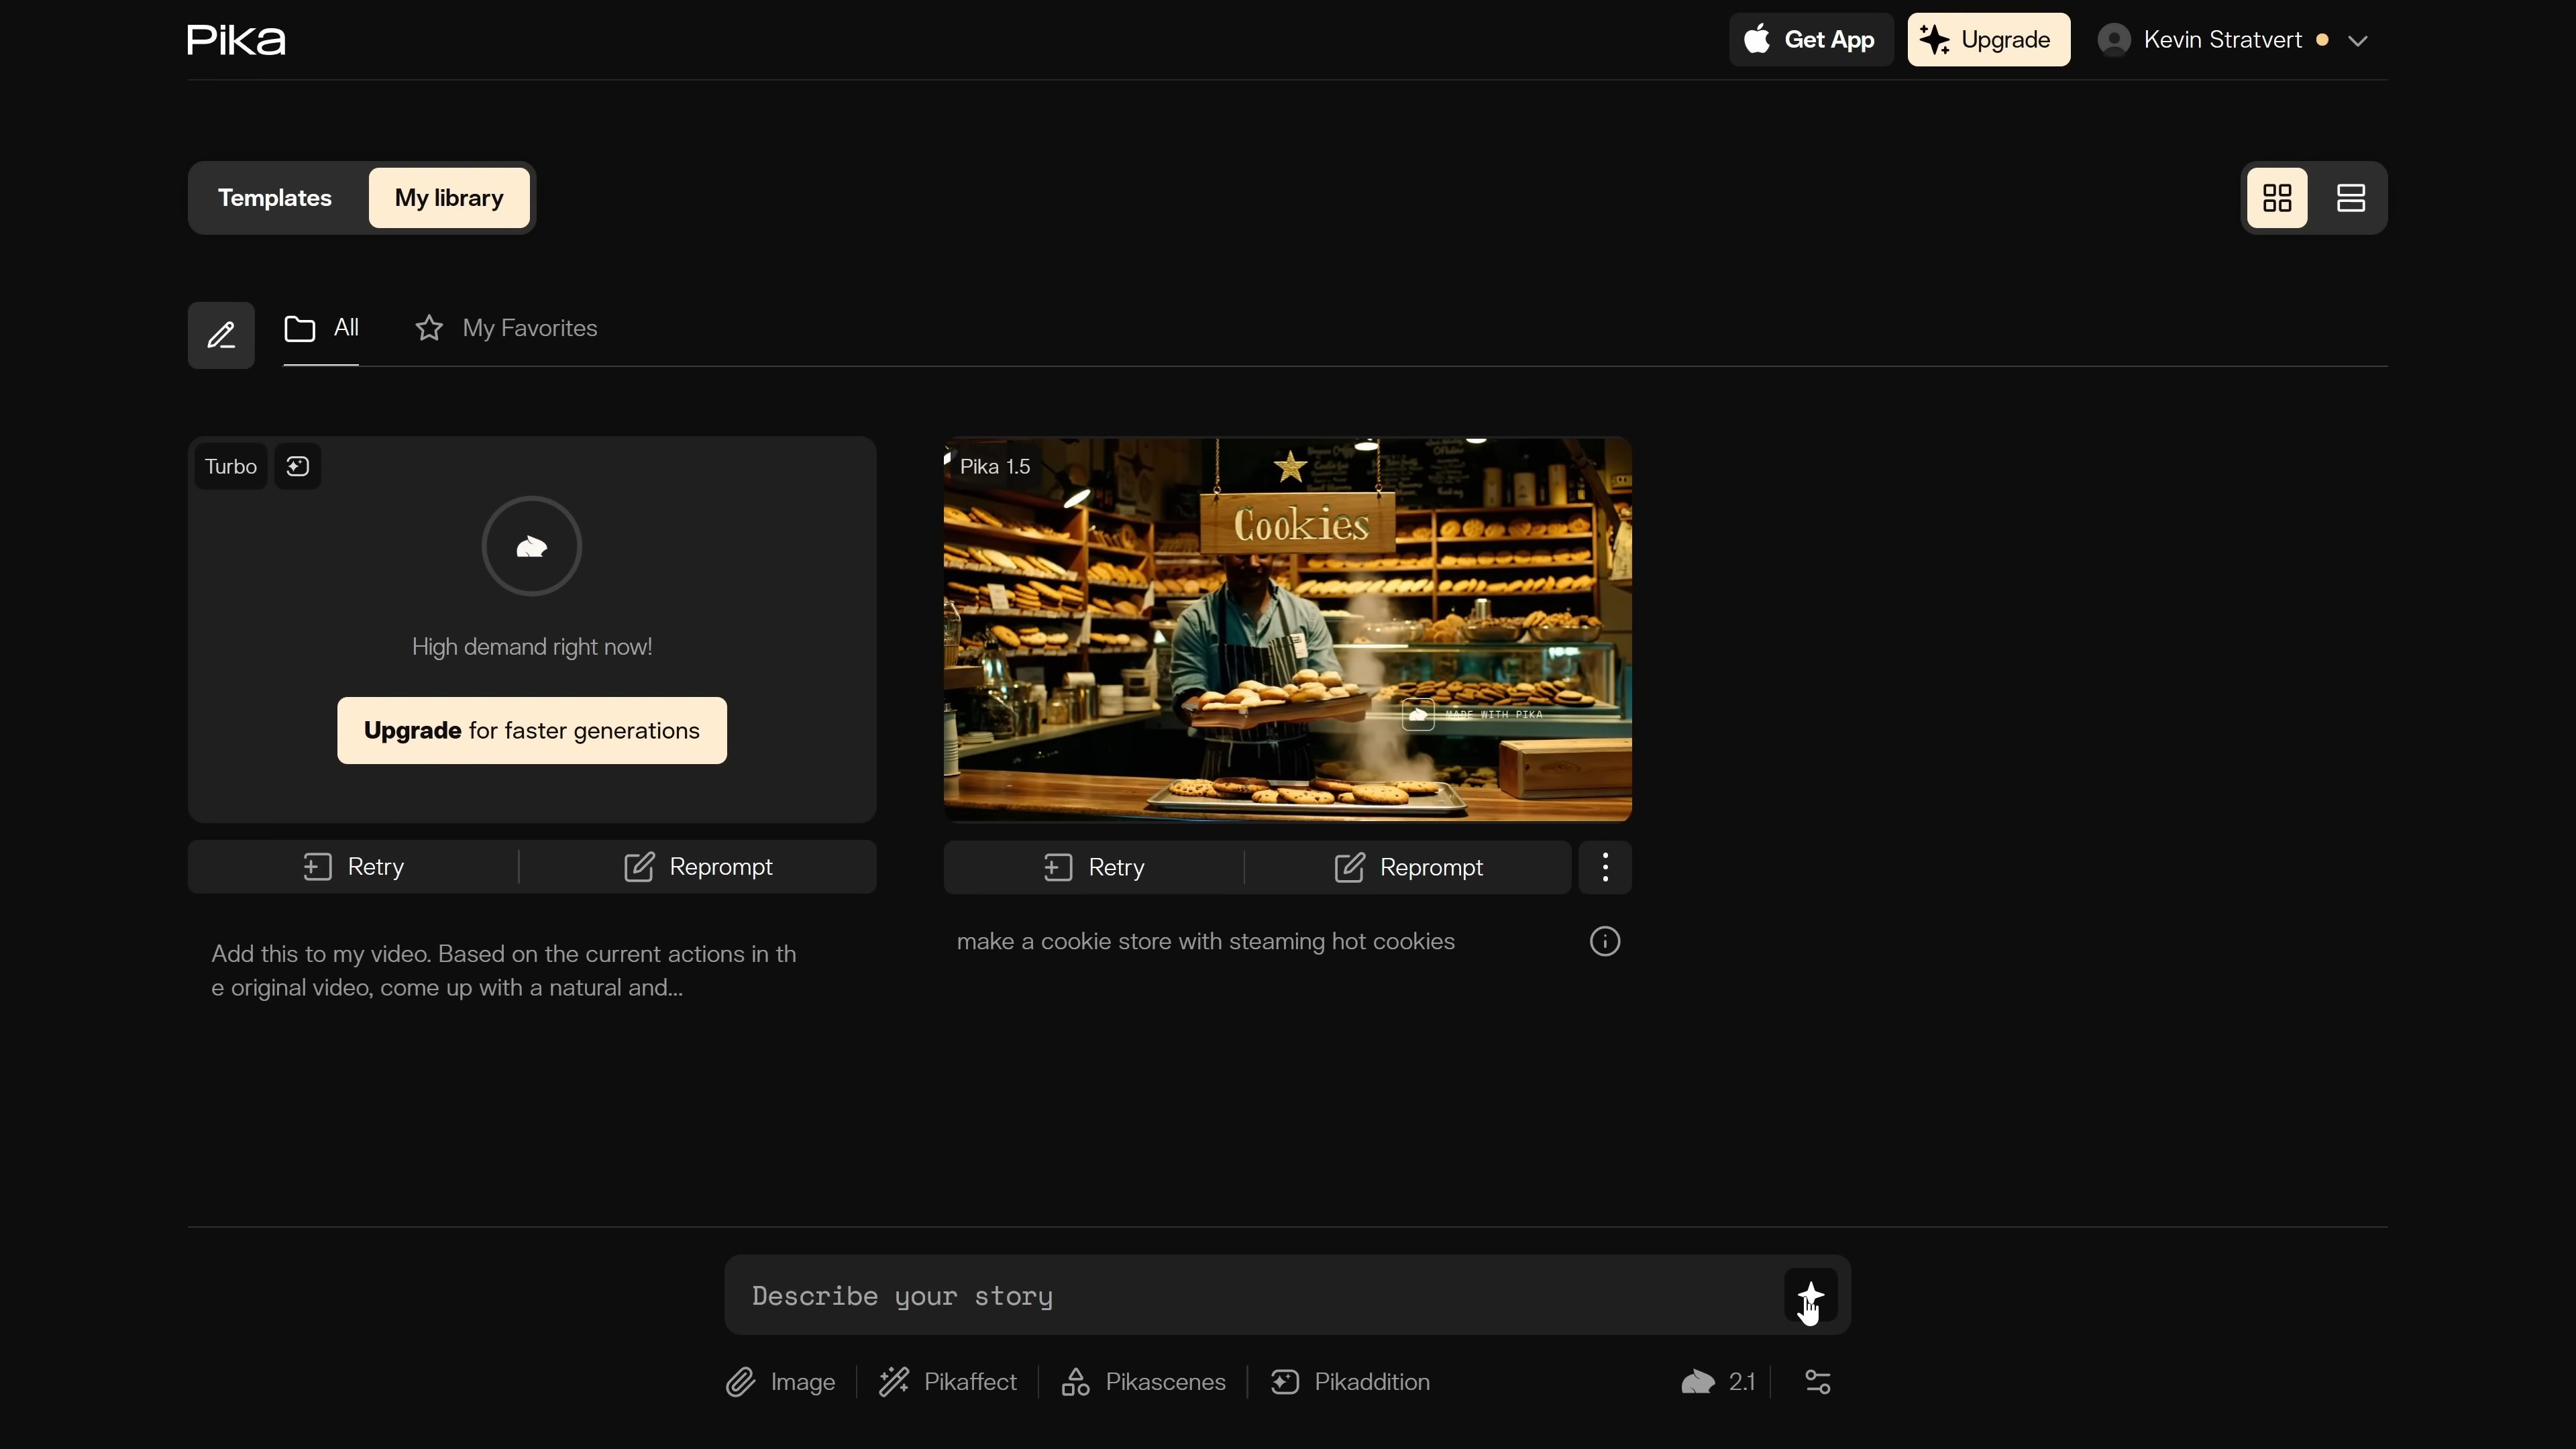 Pika
Get App
Upgrade
Kevin Stratvert
Templates
My library
All
My Favorites
Turbo
High demand right now!
Upgrade for faster generations
Retry
Reprompt
Add this to my video. Based on the current actions in th
e original video, come up with a natural and...
Pika 1.5
Cookies
MADE WITH PIKA
Retry
Reprompt
make a cookie store with steaming hot cookies
Describe your story
Image
Pikaffect
Pikascenes
Pikaddition
2.1